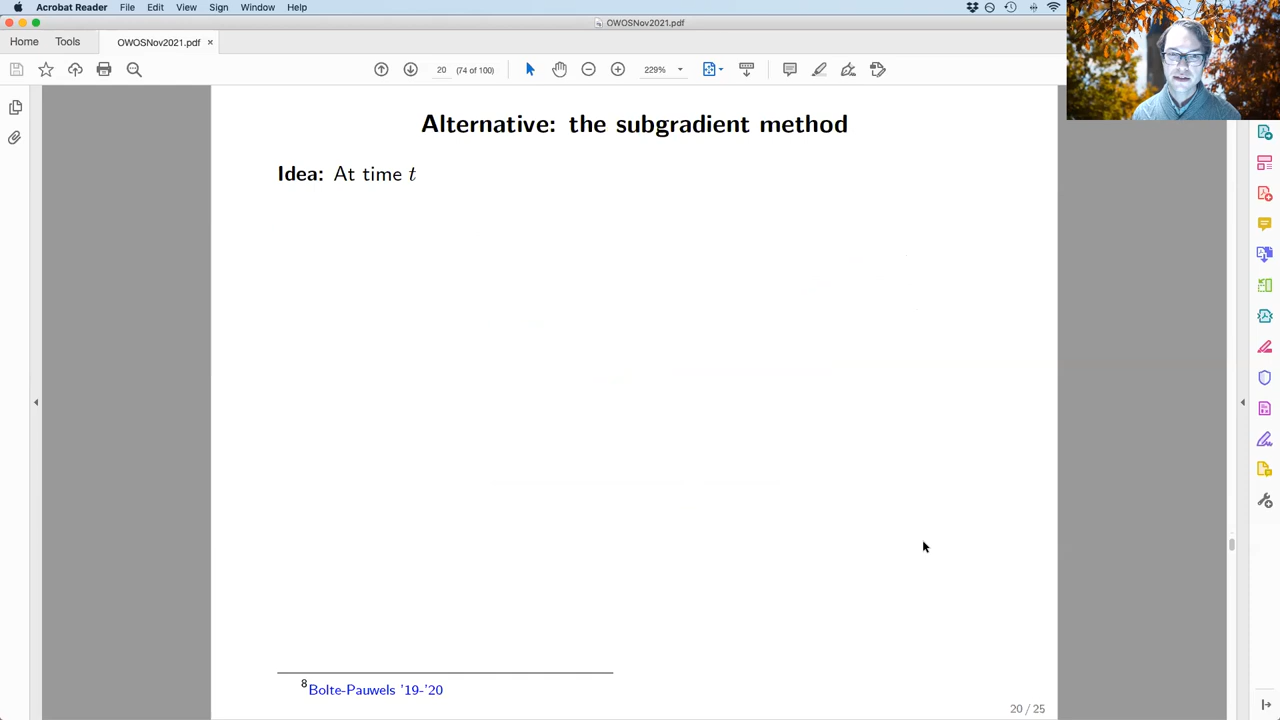 Acrobat Reader File Edit View Sign Window Help
OWOSNov2021.pdf
Home Tools OWOSNov2021.pdf ×
20 (74 of 100) 229%
Alternative: the subgradient method
Idea: At time t
8Bolte-Pauwels '19-'20
20 / 25